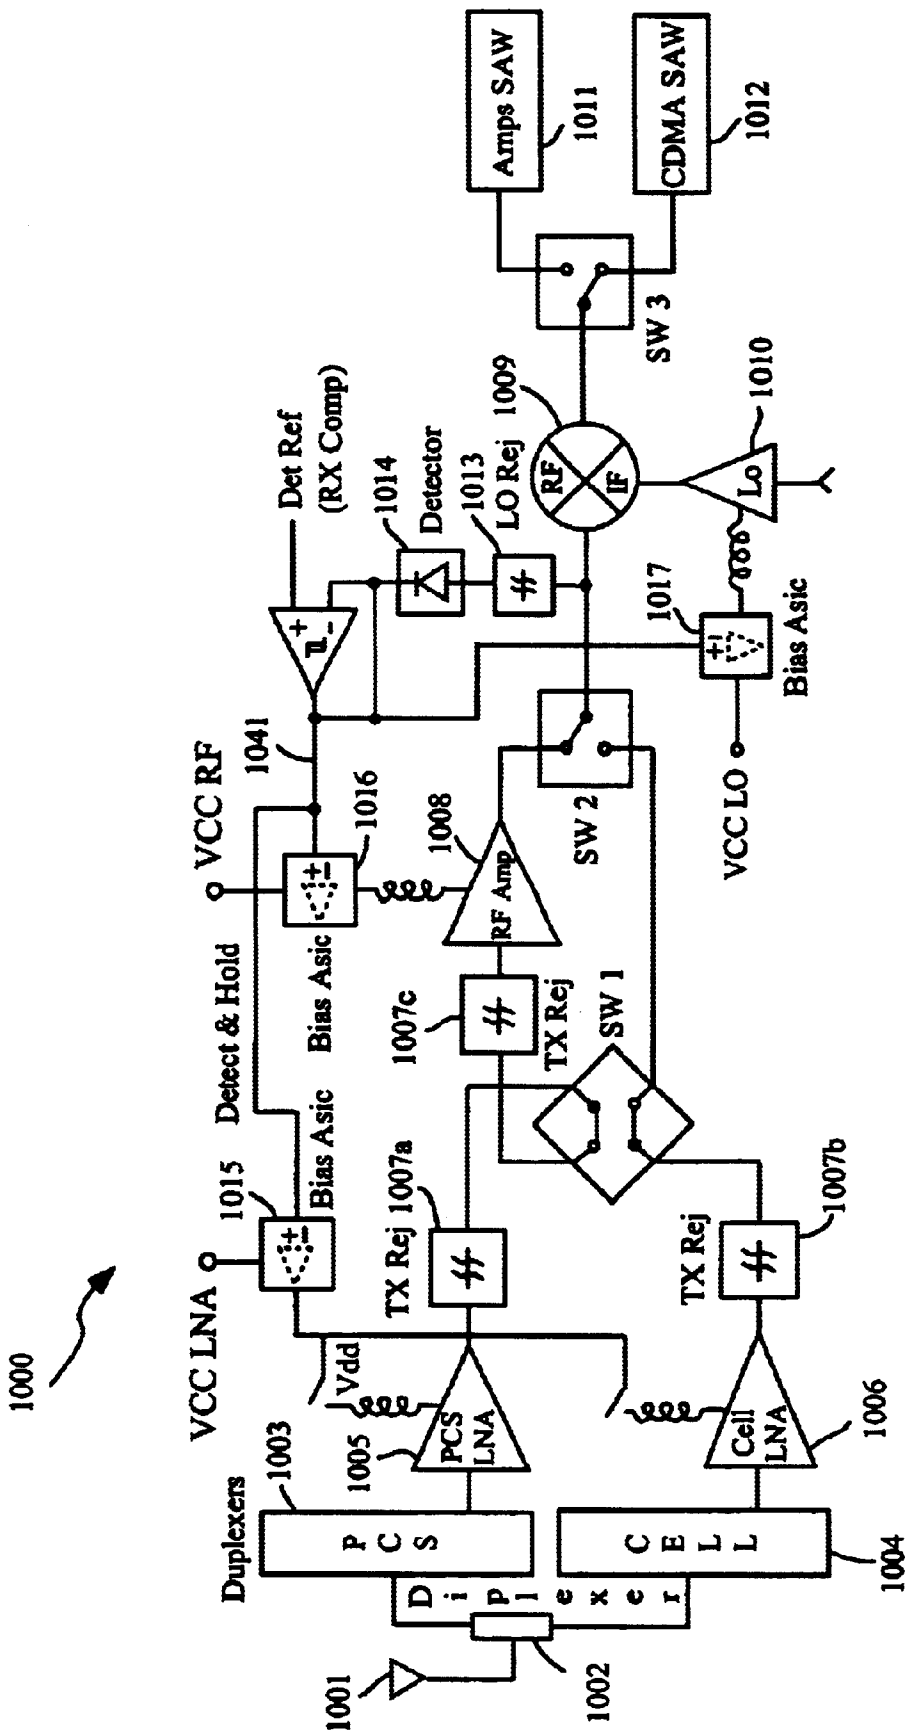 1000
VCC LNA
1015
Bias Asic
Detect & Hold
VCC RF
1041
1016
Bias Asic
+
−
+
−
Det Ref
(RX Comp)
+
-
1014
Detector
1013
LO Rej
Duplexers
1003
P
C
S
1005
PCS
LNA
Vdd
TX Rej
1007a
1007c
TX Rej
1008
RF Amp
SW 2
SW 1
1009
RF
IF
SW 3
Amps SAW
1011
CDMA SAW
1012
1001
1002
D
i
p
l
e
x
e
r
C
E
L
L
1004
Cell
LNA
1006
TX Rej
1007b
VCC LO
1017
+
−
Bias Asic
Lo
1010